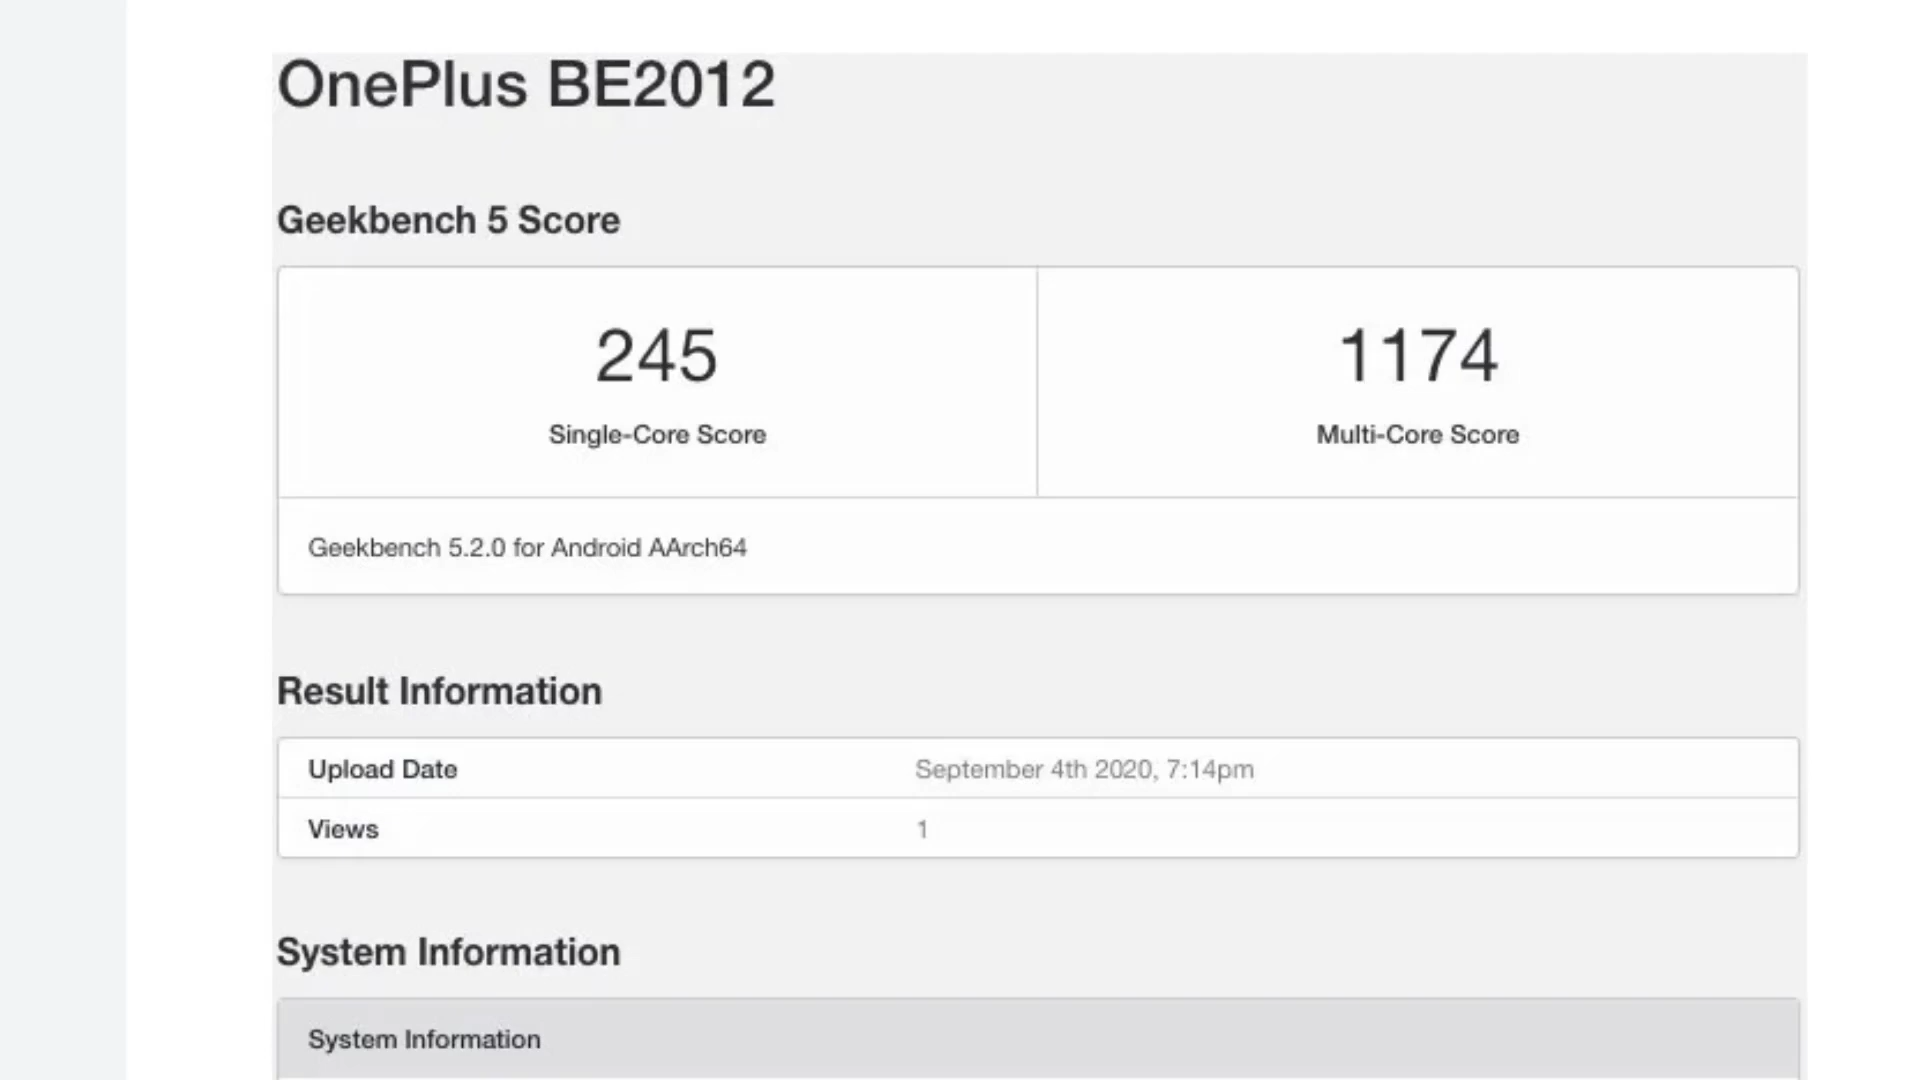 OnePlus BE2012
Geekbench 5 Score
245
Single-Core Score
1174
Multi-Core Score
Geekbench 5.2.0 for Android AArch64
Result Information
Upload Date September 4th 2020, 7:14pm
Views 1
System Information
System Information